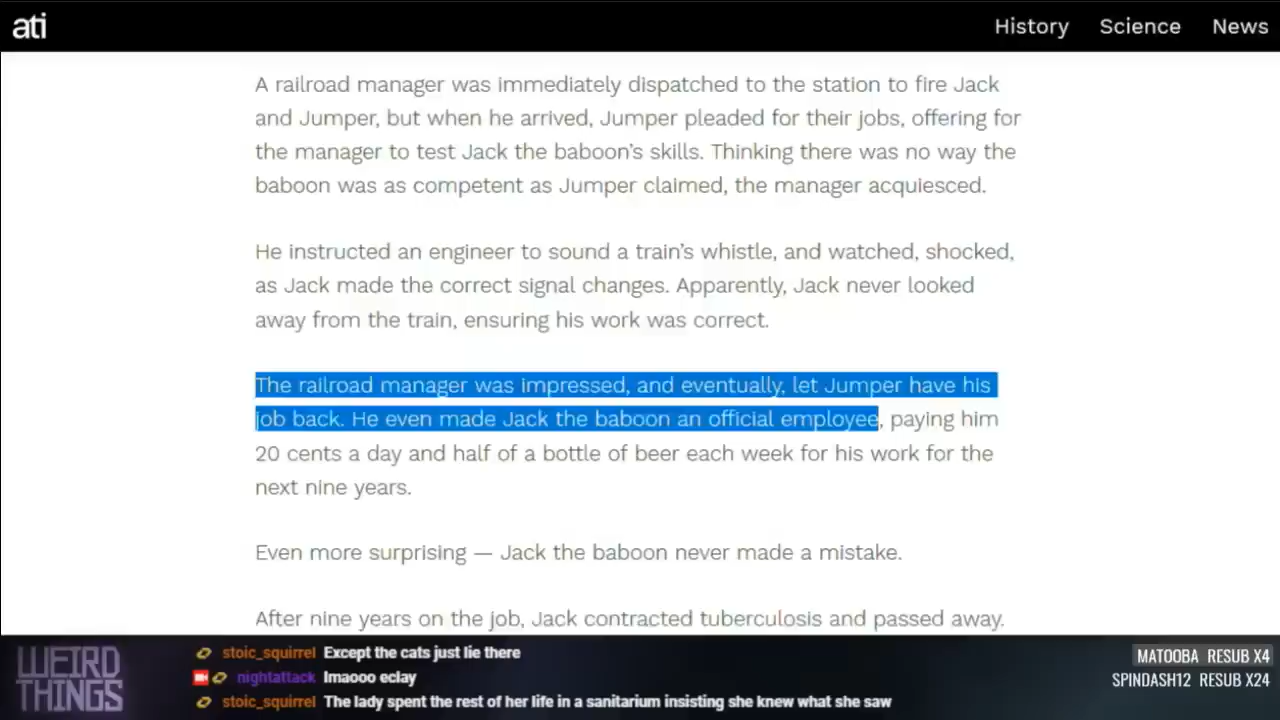 ati
History Science News
A railroad manager was immediately dispatched to the station to fire Jack
and Jumper, but when he arrived, Jumper pleaded for their jobs, offering for
the manager to test Jack the baboon’s skills. Thinking there was no way the
baboon was as competent as Jumper claimed, the manager acquiesced.
He instructed an engineer to sound a train’s whistle, and watched, shocked,
as Jack made the correct signal changes. Apparently, Jack never looked
away from the train, ensuring his work was correct.
The railroad manager was impressed, and eventually, let Jumper have his
job back. He even made Jack the baboon an official employee, paying him
20 cents a day and half of a bottle of beer each week for his work for the
next nine years.
Even more surprising — Jack the baboon never made a mistake.
After nine years on the job, Jack contracted tuberculosis and passed away.
WEIRD
THINGS
stoic_squirrel Except the cats just lie there
nightattack lmaooo eclay
stoic_squirrel The lady spent the rest of her life in a sanitarium insisting she knew what she saw
MATOOBA RESUB X4
SPINDASH12 RESUB X24